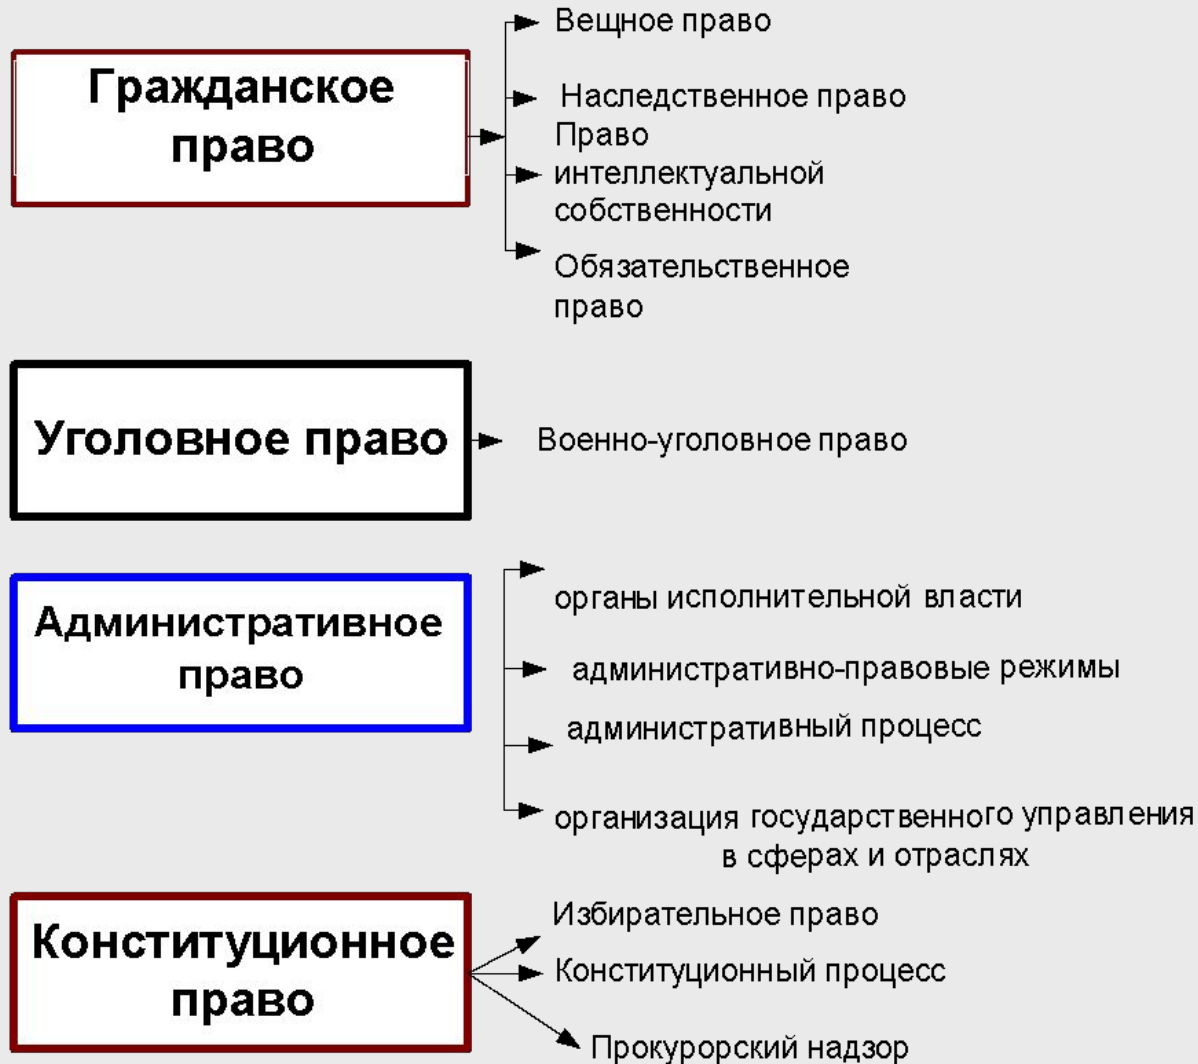 Гражданское
право
Вещное право
Наследственное право
Право
интеллектуальной
собственности
Обязательственное
право
Уголовное право
Военно-уголовное право
Административное
право
органы исполнительной власти
административно-правовые режимы
административный процесс
организация государственного управления
в сферах и отраслях
Конституционное
право
Избирательное право
Конституционный процесс
Прокурорский надзор